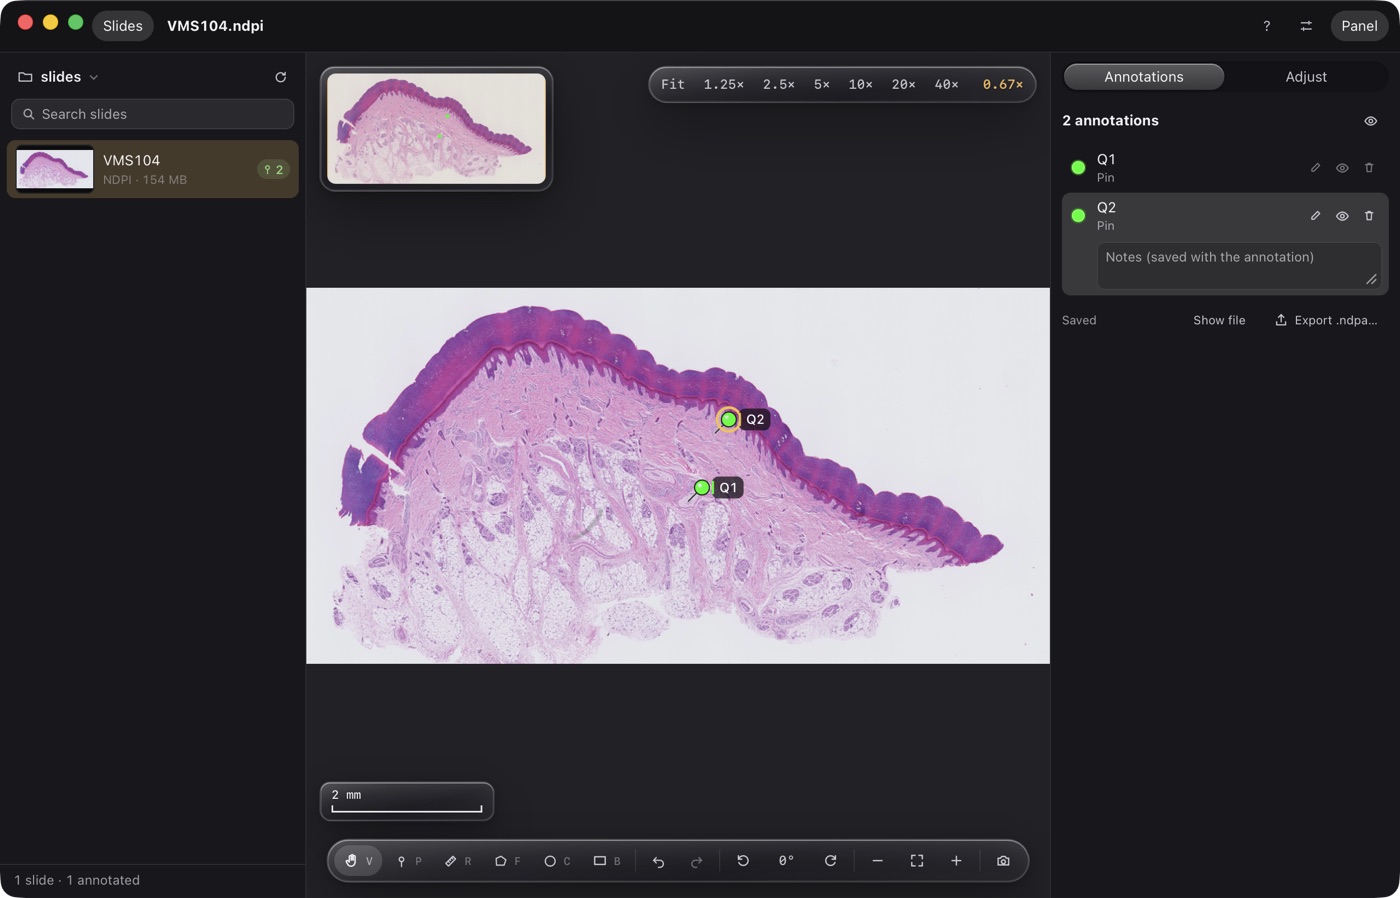 Slides VMS104.ndpi ? Panel
slides
Search slides
VMS104
NDPI · 154 MB
2
1 slide · 1 annotated
Fit 1.25× 2.5× 5× 10× 20× 40× 0.67×
Q2
Q1
2 mm
V P R F C B 0°
Annotations Adjust
2 annotations
Q1
Pin
Q2
Pin
Notes (saved with the annotation)
Saved Show file Export .ndpa...